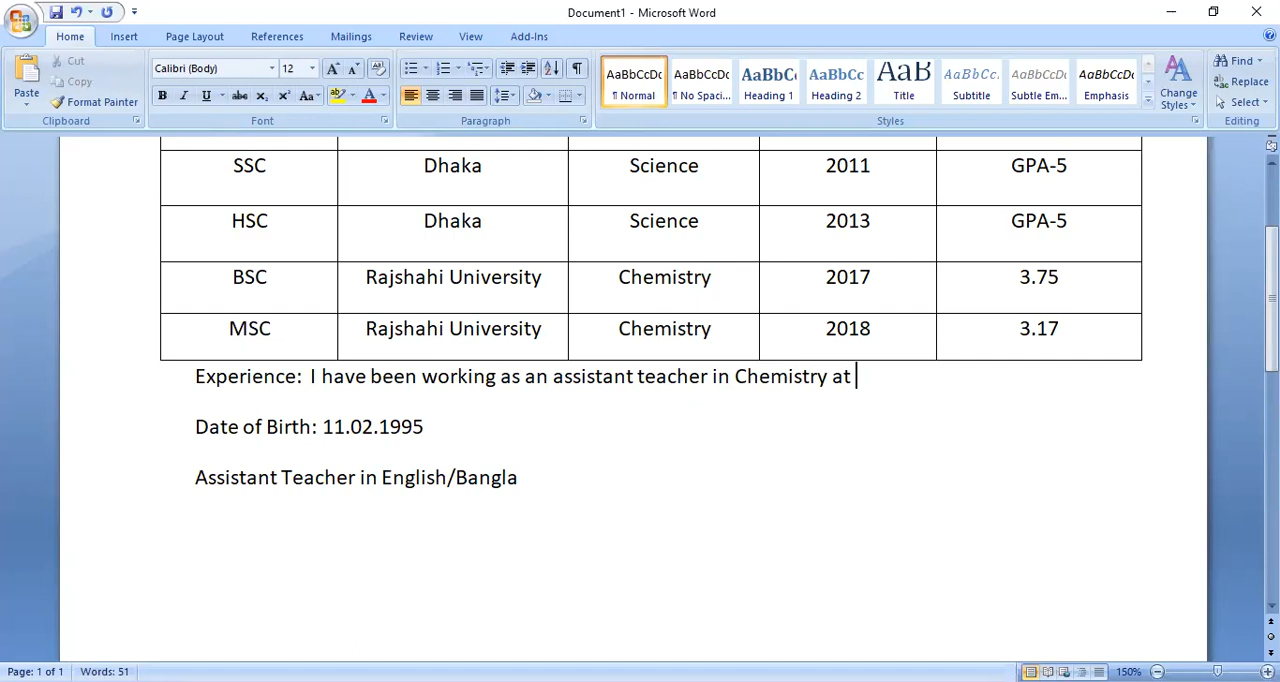 Document1 - Microsoft Word
Home Insert Page Layout References Mailings Review View Add-Ins
Paste
Cut
Copy
Format Painter
Clipboard
Calibri (Body) 12
B I U abe X₂ X² Aa
Font
Paragraph
AaBbCcDc AaBbCcDc AaBbC AaBbCc AaB AaBbCc. AaBbCcDc AaBbCcDc
¶ Normal ¶ No Spaci... Heading 1 Heading 2 Title Subtitle Subtle Em... Emphasis
Change Styles
Styles
Find
Replace
Select
Editing
SSC Dhaka Science 2011 GPA-5
HSC Dhaka Science 2013 GPA-5
BSC Rajshahi University Chemistry 2017 3.75
MSC Rajshahi University Chemistry 2018 3.17
Experience: I have been working as an assistant teacher in Chemistry at
Date of Birth: 11.02.1995
Assistant Teacher in English/Bangla
Page: 1 of 1 Words: 51 150%